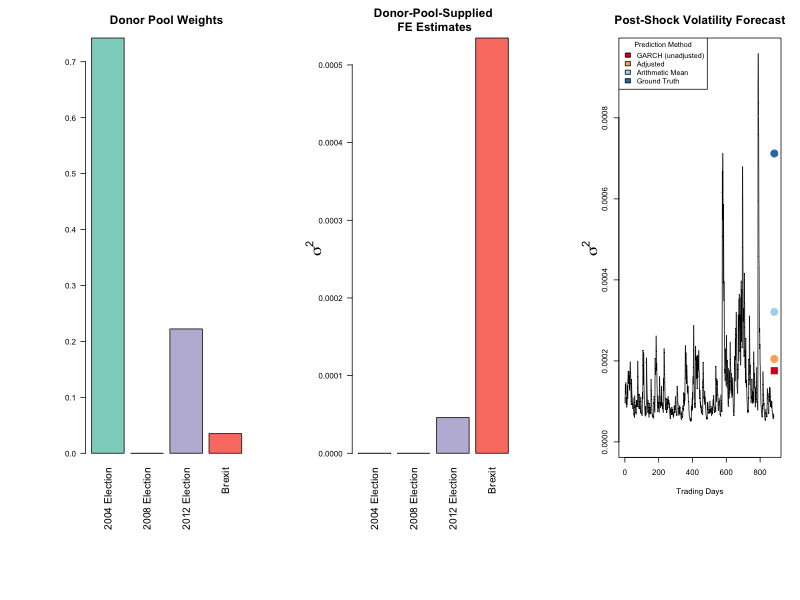 Donor Pool Weights
0.7
0.6
0.5
0.4
0.3
0.2
0.1
0.0
2004 Election
2008 Election
2012 Election
Brexit
Donor-Pool-Supplied
FE Estimates
σ²
0.0005
0.0004
0.0003
0.0002
0.0001
0.0000
2004 Election
2008 Election
2012 Election
Brexit
Post-Shock Volatility Forecast
Prediction Method
GARCH (unadjusted)
Adjusted
Arithmetic Mean
Ground Truth
σ²
0.0008
0.0006
0.0004
0.0002
0.0000
0 200 400 600 800
Trading Days